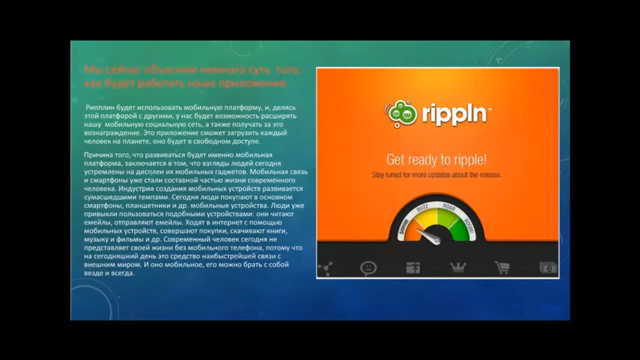 Мы сейчас объясним немного суть того,
как будет работать наше приложение.
Рипплин будет использовать мобильную платформу, и, делясь
этой платформой с другими, у нас будет возможность расширять
нашу мобильную социальную сеть, а также получать за это
вознаграждение. Это приложение сможет загрузить каждый
человек на планете, оно будет в свободном доступе.
Причина того, что развиваться будет именно мобильная
платформа, заключается в том, что взгляды людей сегодня
устремлены на дисплеи их мобильных гаджетов. Мобильная связь
и смартфоны уже стали составной частью жизни современного
человека. Индустрия создания мобильных устройств развивается
сумасшедшими темпами. Сегодня люди покупают в основном
смартфоны, планшетники и др. мобильные устройства. Люди уже
привыкли пользоваться подобными устройствами: они читают
емейлы, отправляют емейлы. Ходят в интернет с помощью
мобильных устройств, совершают покупки, скачивают книги,
музыку и фильмы и др. Современный человек сегодня не
представляет своей жизни без мобильного телефона, потому что
на сегодняшний день это средство наибыстрейшей связи с
внешним миром. И оно мобильное, его можно брать с собой
везде и всегда.
rippln™
Get ready to ripple!
Stay tuned for more updates about the release.